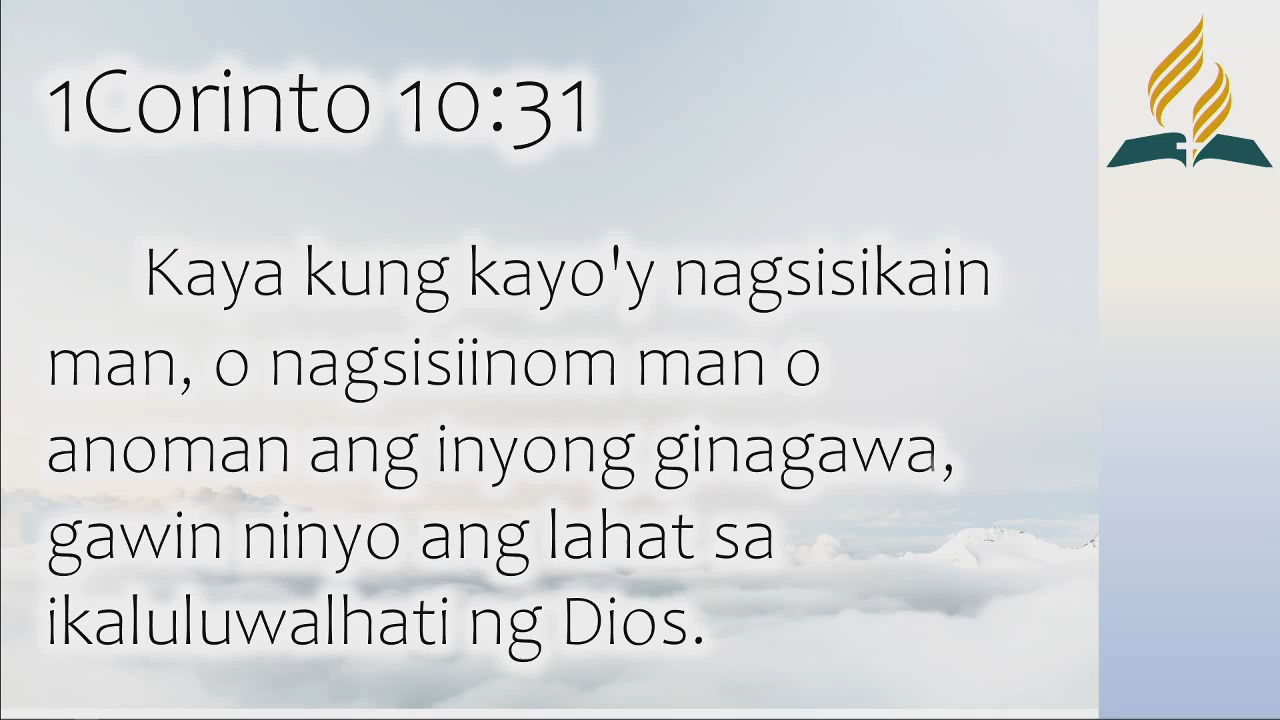 1Corinto 10:31
Kaya kung kayo'y nagsisikain
man, o nagsisiinom man o
anoman ang inyong ginagawa,
gawin ninyo ang lahat sa
ikaluluwalhati ng Dios.